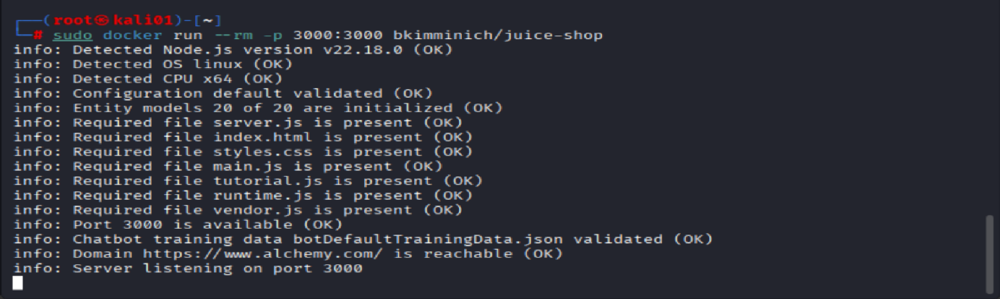 ┌──(root㉿kali01)-[~]
└─# sudo docker run --rm -p 3000:3000 bkimminich/juice-shop
info: Detected Node.js version v22.18.0 (OK)
info: Detected OS linux (OK)
info: Detected CPU x64 (OK)
info: Configuration default validated (OK)
info: Entity models 20 of 20 are initialized (OK)
info: Required file server.js is present (OK)
info: Required file index.html is present (OK)
info: Required file styles.css is present (OK)
info: Required file main.js is present (OK)
info: Required file tutorial.js is present (OK)
info: Required file runtime.js is present (OK)
info: Required file vendor.js is present (OK)
info: Port 3000 is available (OK)
info: Chatbot training data botDefaultTrainingData.json validated (OK)
info: Domain https://www.alchemy.com/ is reachable (OK)
info: Server listening on port 3000